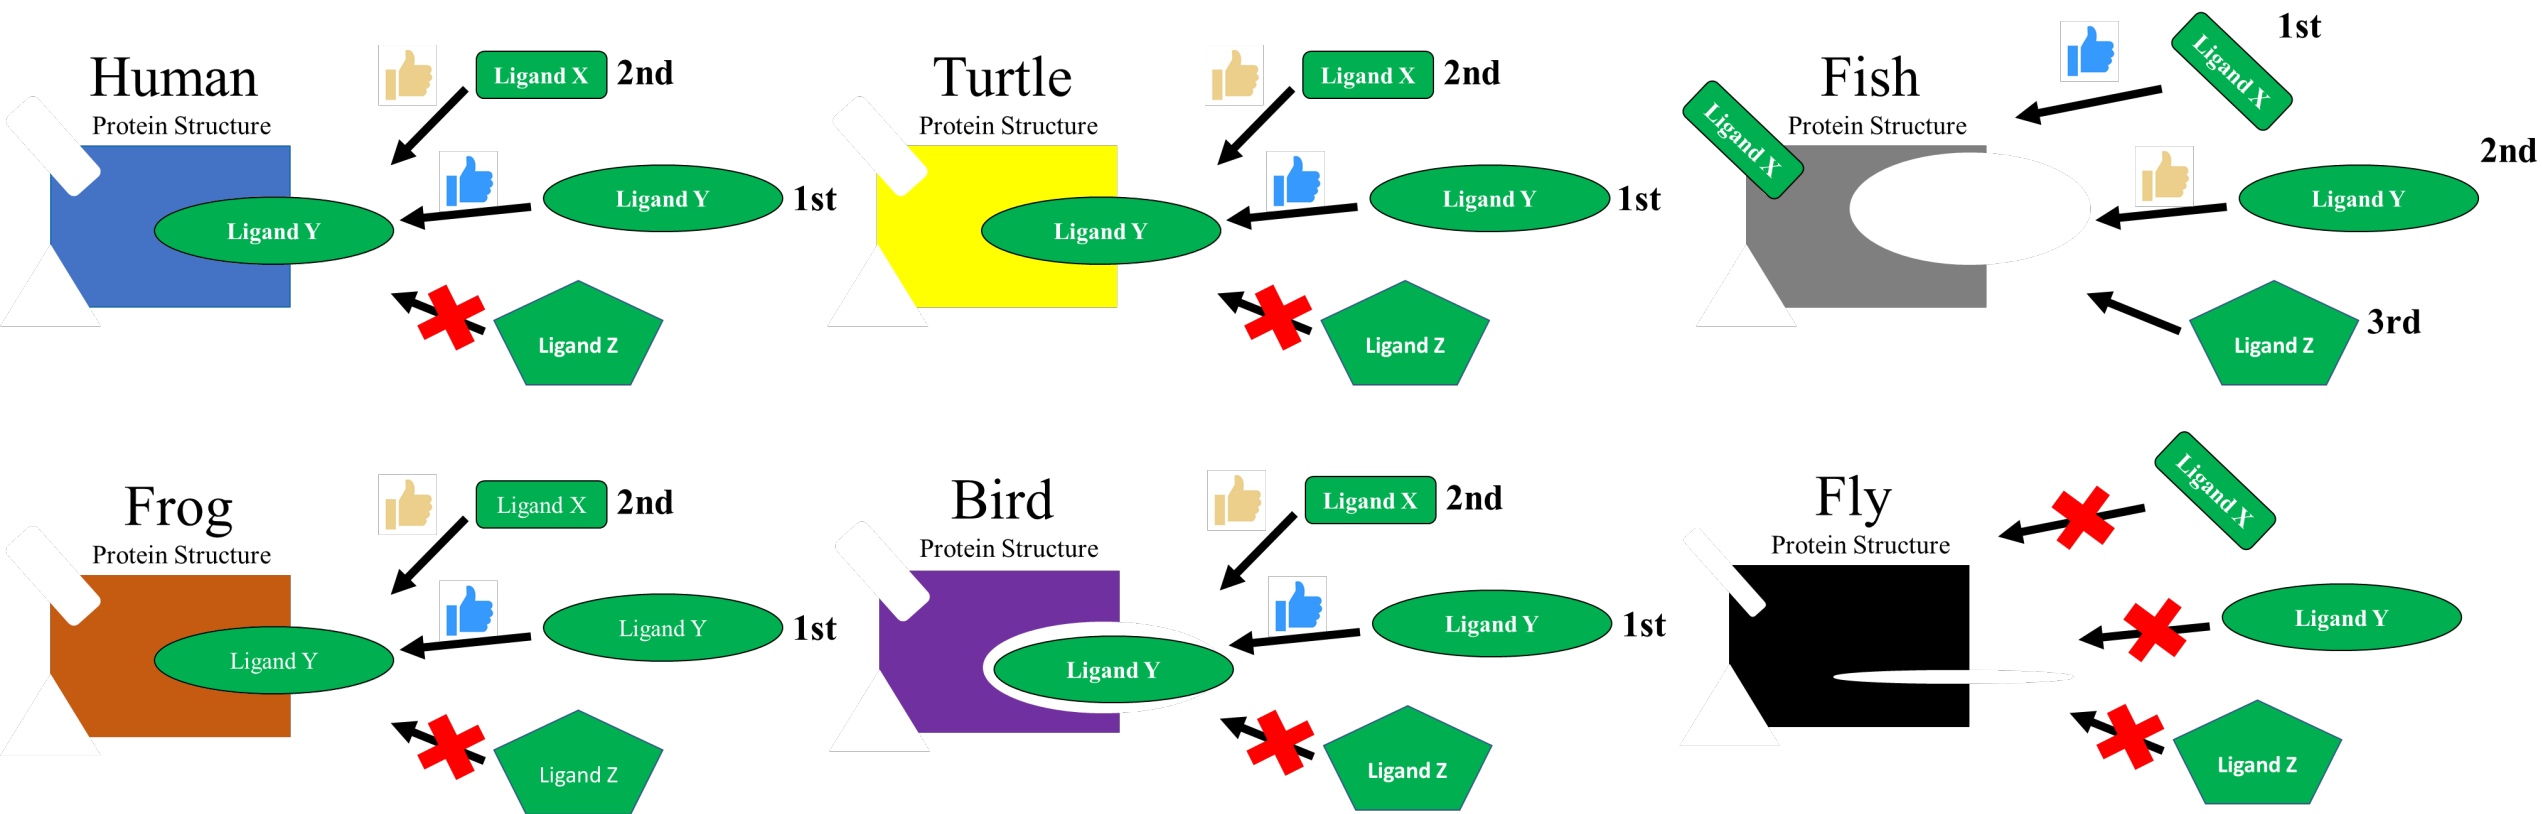 Human
Protein Structure
Ligand X
2nd
Ligand Y
Ligand Y
1st
Ligand Z
Turtle
Protein Structure
Ligand X
2nd
Ligand Y
Ligand Y
1st
Ligand Z
Fish
Protein Structure
Ligand X
Ligand X
1st
Ligand Y
2nd
Ligand Z
3rd
Frog
Protein Structure
Ligand X
2nd
Ligand Y
Ligand Y
1st
Ligand Z
Bird
Protein Structure
Ligand X
2nd
Ligand Y
Ligand Y
1st
Ligand Z
Fly
Protein Structure
Ligand X
Ligand Y
Ligand Z